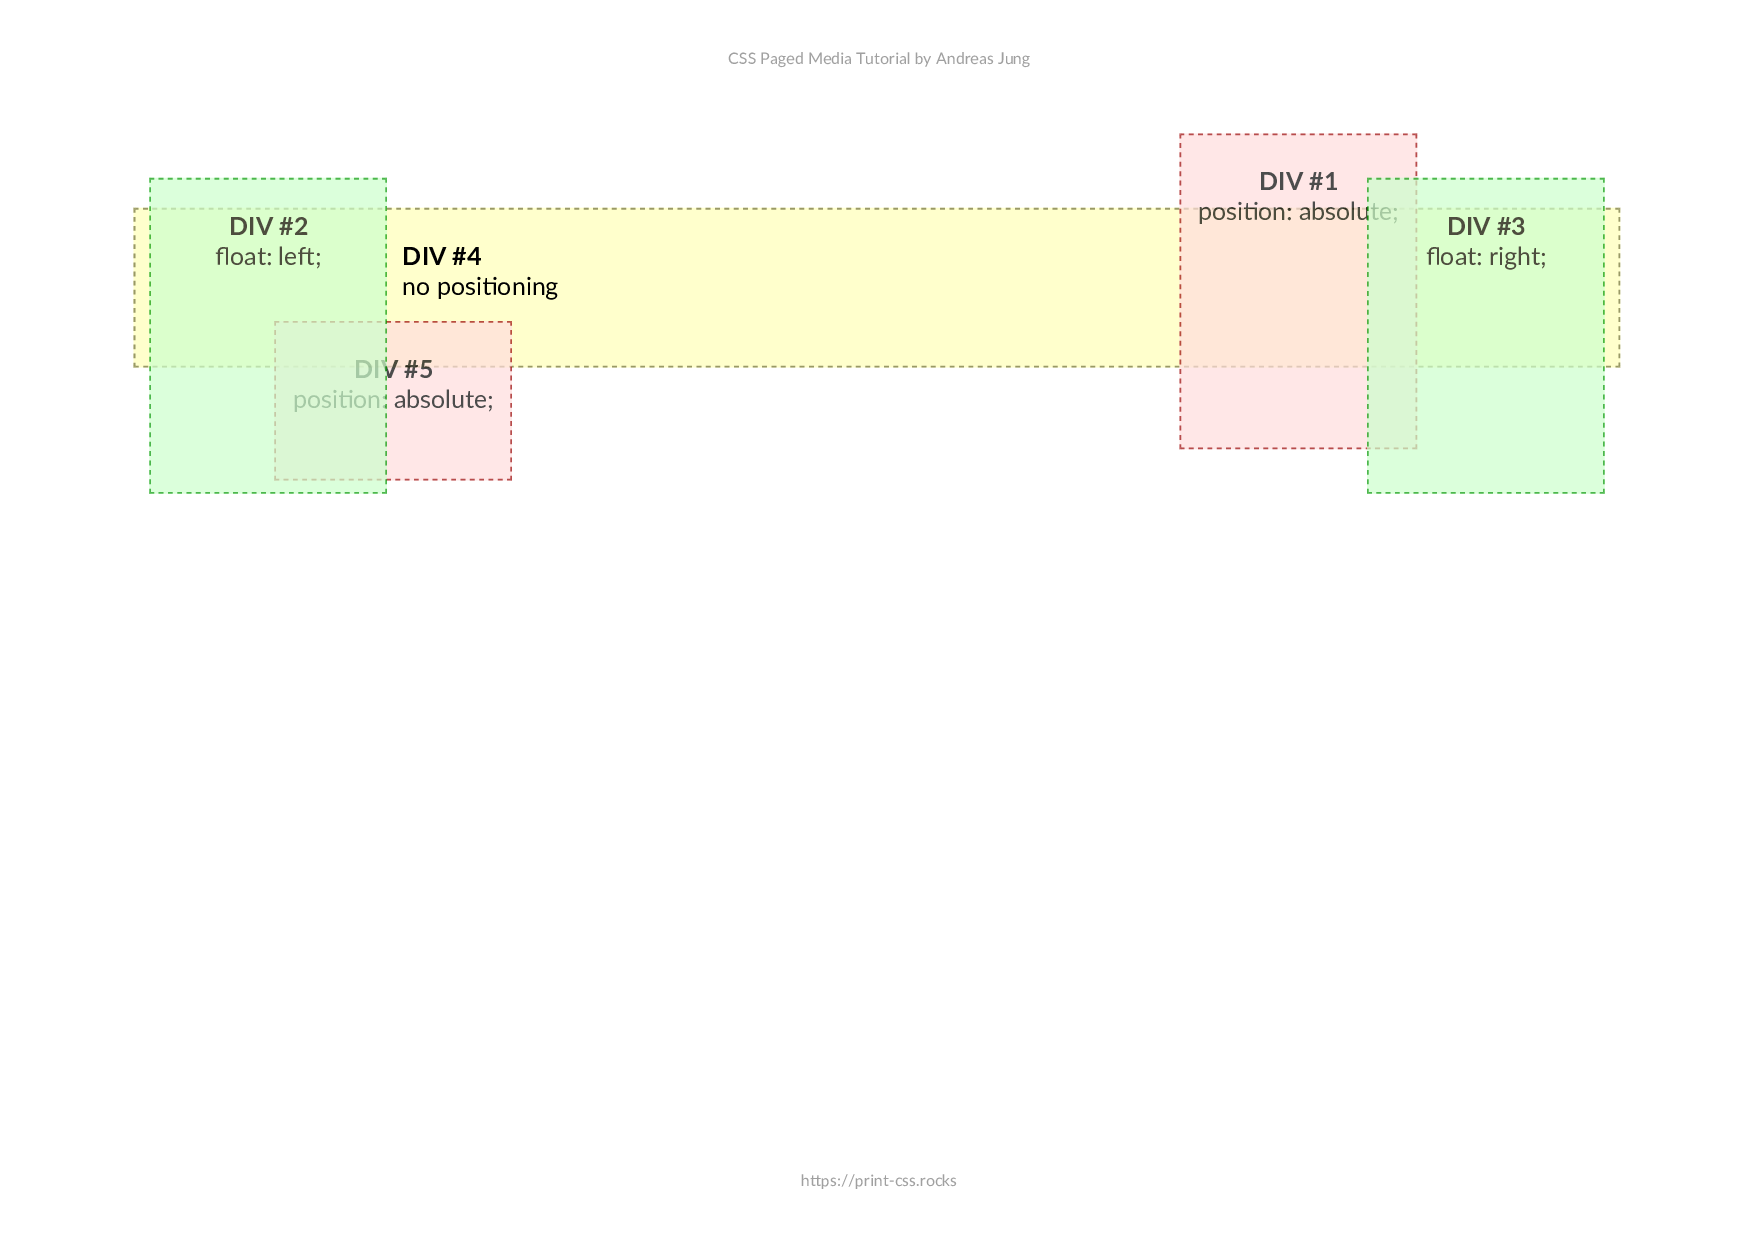 CSS Paged Media Tutorial by Andreas Jung
DIV #1
position: absolute;
DIV #2
float: left;
DIV #3
float: right;
DIV #4
no positioning
DIV #5
position: absolute;
https://print-css.rocks